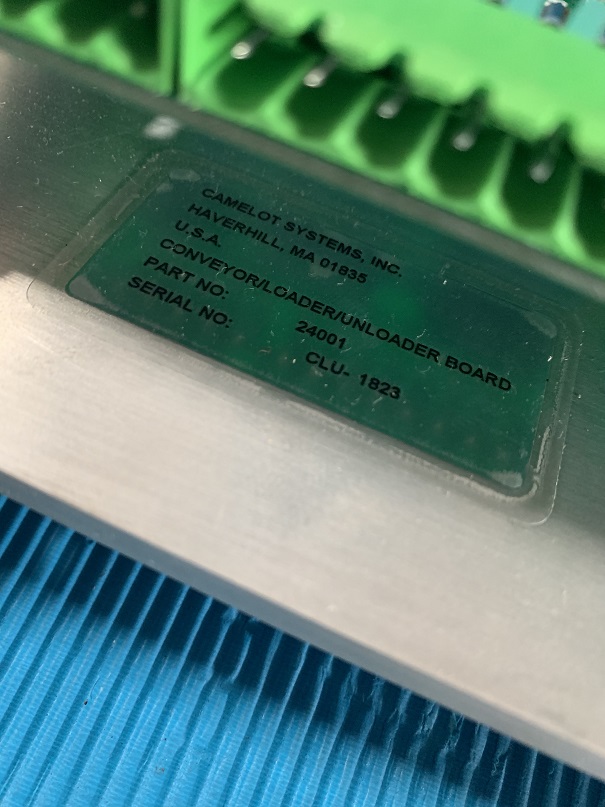 CAMELOT SYSTEMS, INC.
HAVERHILL, MA 01835
U.S.A.
CONVEYOR/LOADER/UNLOADER BOARD
PART NO: 24001
SERIAL NO: CLU- 1823